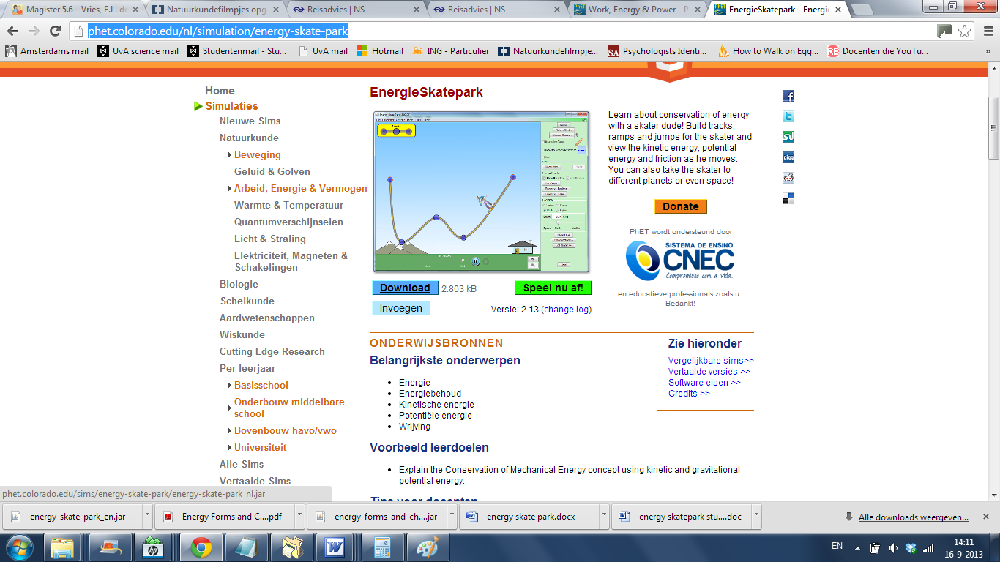 Magister 5.6 - Vries, F.L. de
Natuurkundefilmpjes opg
Reisadvies | NS
Reisadvies | NS
Work, Energy & Power - P
EnergieSkatepark - Energie
phet.colorado.edu/nl/simulation/energy-skate-park
Amsterdams mail
UvA science mail
Studentenmail - Stu...
UvA mail
Hotmail
ING - Particulier
Natuurkundefilmpje...
SA
Psychologists Identi...
How to Walk on Egg...
RE
Docenten die YouTu...
»
Home
Simulaties
Nieuwe Sims
Natuurkunde
Beweging
Geluid & Golven
Arbeid, Energie & Vermogen
Warmte & Temperatuur
Quantumverschijnselen
Licht & Straling
Elektriciteit, Magneten &
Schakelingen
Biologie
Scheikunde
Aardwetenschappen
Wiskunde
Cutting Edge Research
Per leerjaar
Basisschool
Onderbouw middelbare
school
Bovenbouw havo/vwo
Universiteit
Alle Sims
Vertaalde Sims
EnergieSkatepark
Tracks
Download
2.803 kB
Speel nu af!
Invoegen
Versie: 2.13 (change log)
Learn about conservation of energy
with a skater dude! Build tracks,
ramps and jumps for the skater and
view the kinetic energy, potential
energy and friction as he moves.
You can also take the skater to
different planets or even space!
Donate
PhET wordt ondersteund door
SISTEMA DE ENSINO
CNEC
Compromisso com a vida.
en educatieve professionals zoals u.
Bedankt!
digg
ONDERWIJSBRONNEN
Belangrijkste onderwerpen
Energie
Energiebehoud
Kinetische energie
Potentiële energie
Wrijving
Voorbeeld leerdoelen
Explain the Conservation of Mechanical Energy concept using kinetic and gravitational
potential energy.
Tips voor docenten
Zie hieronder
Vergelijkbare sims>>
Vertaalde versies >>
Software eisen >>
Credits >>
phet.colorado.edu/sims/energy-skate-park/energy-skate-park_nl.jar
energy-skate-park_en.jar
Energy Forms and C....pdf
energy-forms-and-ch....jar
energy skate park.docx
energy skatepark stu....doc
Alle downloads weergeven...
EN
14:11
16-9-2013